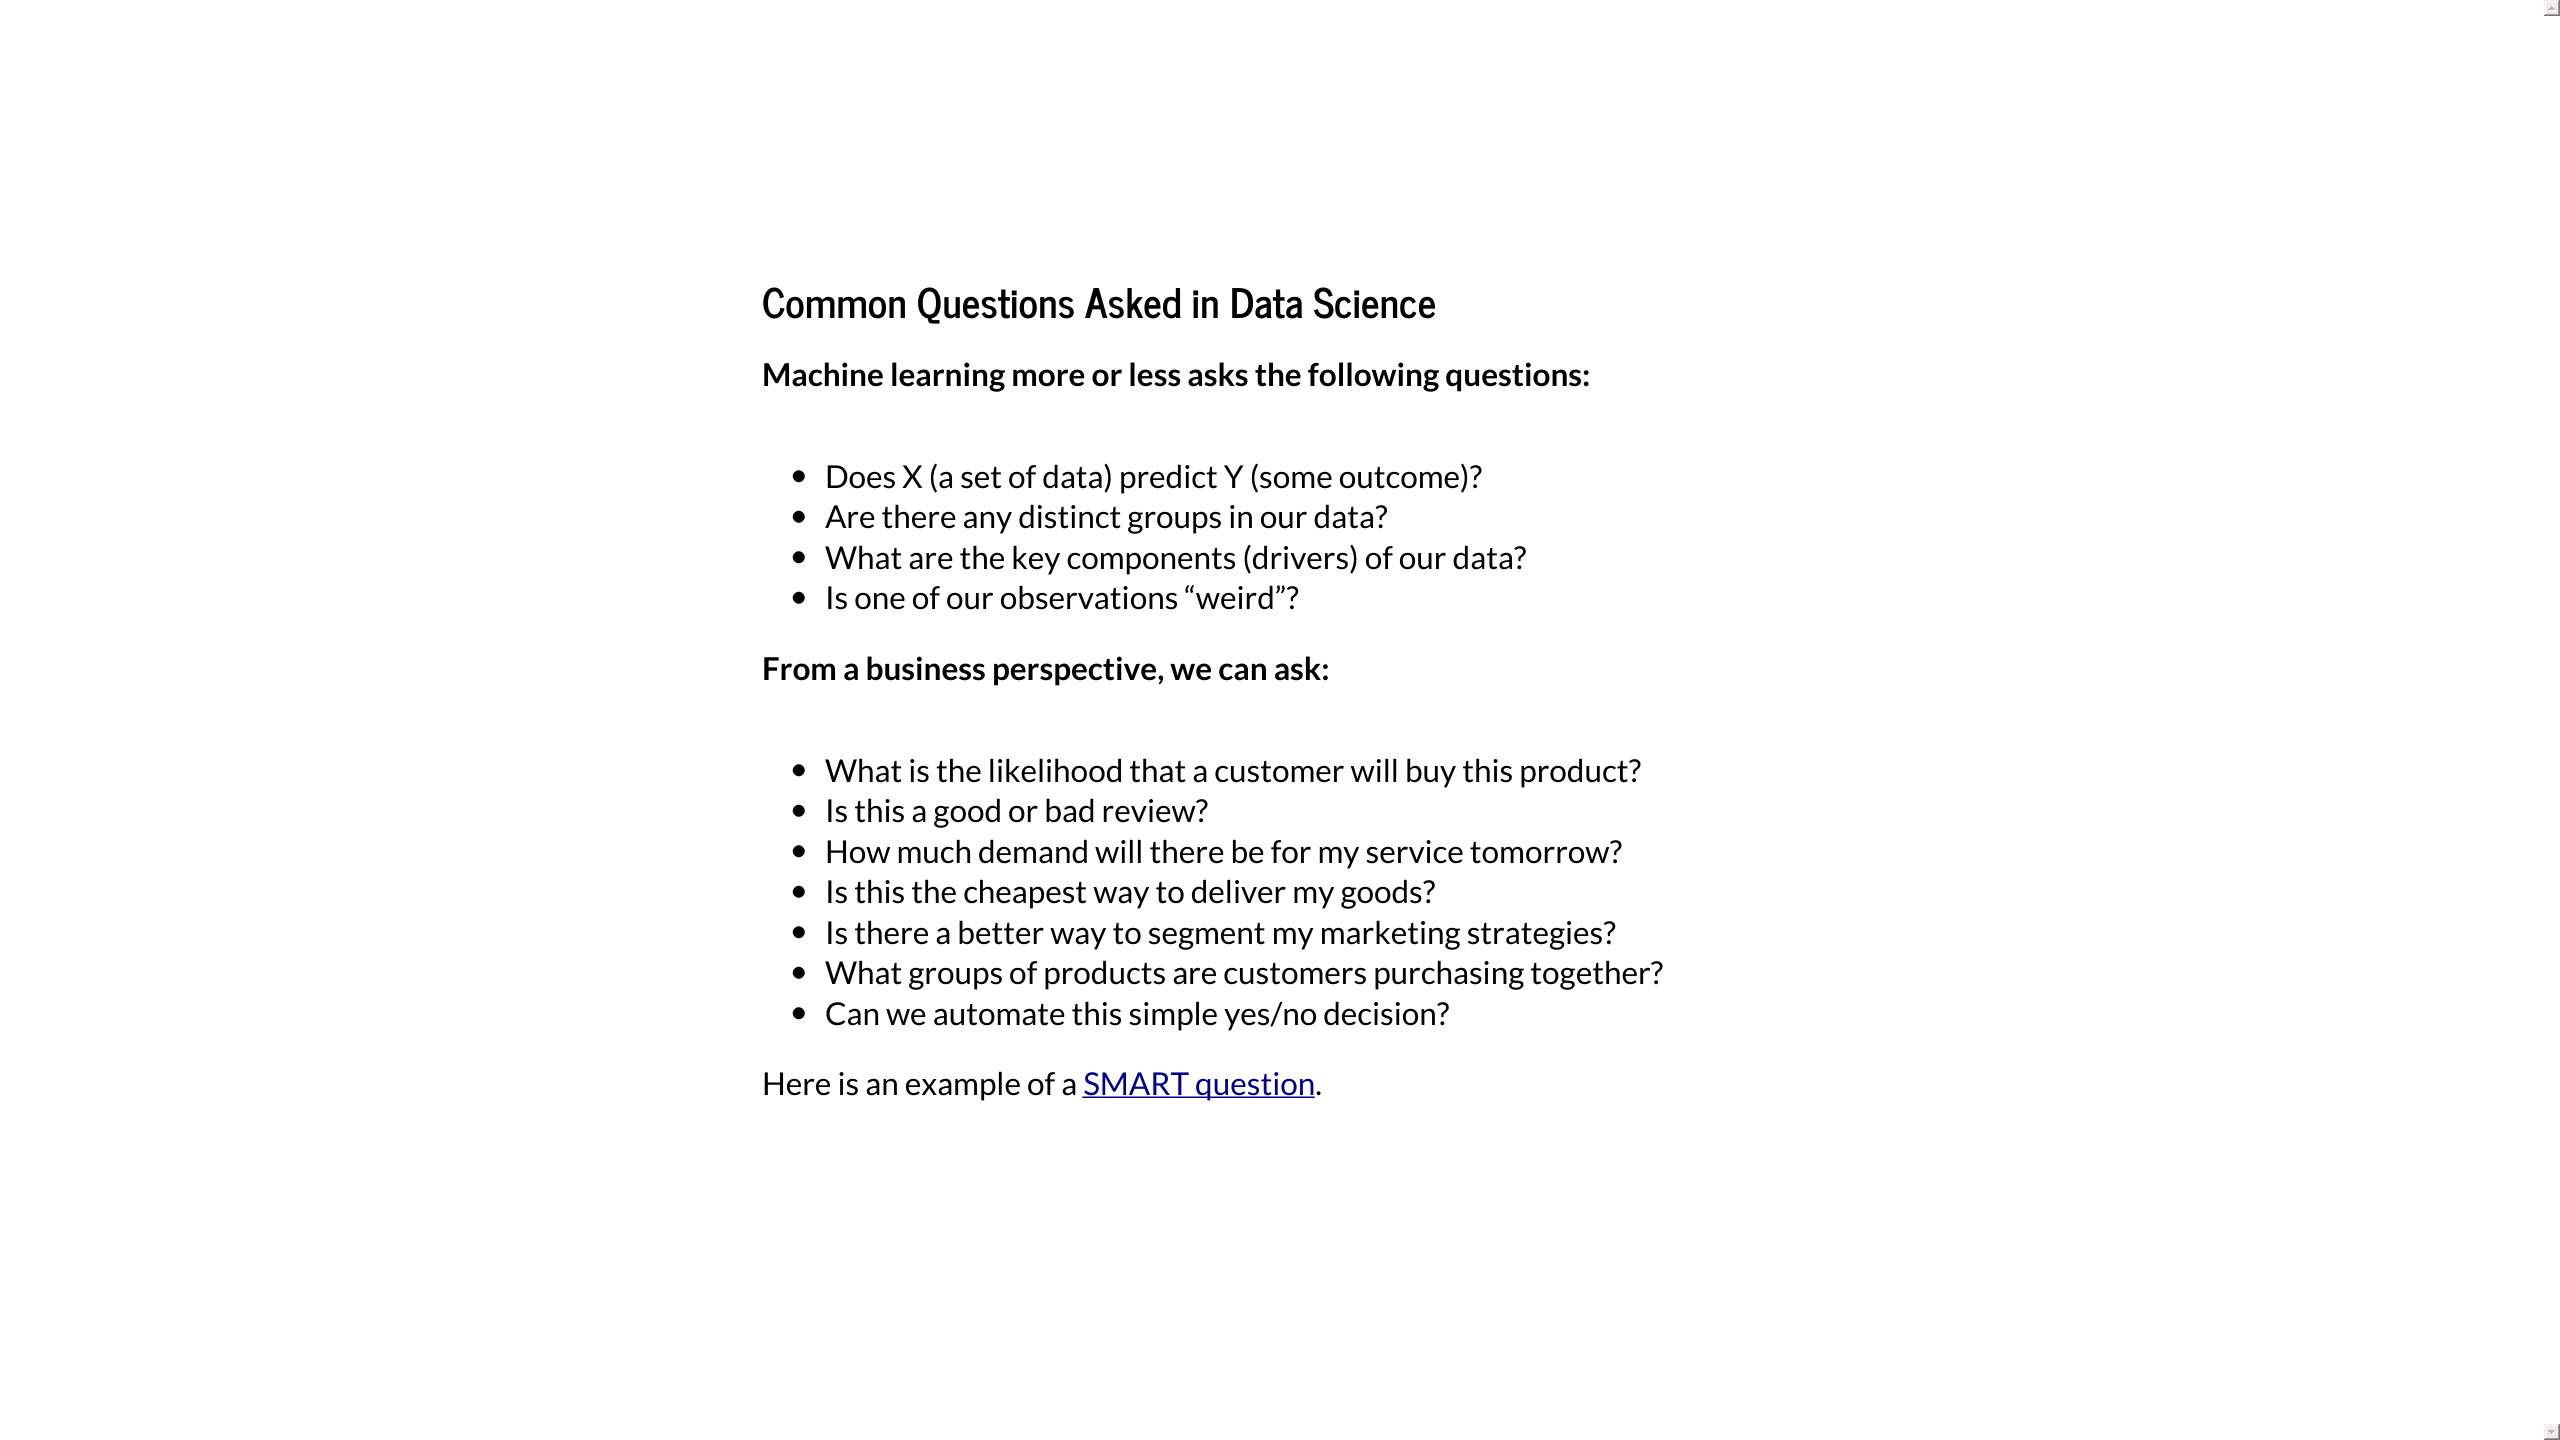 Common Questions Asked in Data Science
Machine learning more or less asks the following questions:
• Does X (a set of data) predict Y (some outcome)?
• Are there any distinct groups in our data?
• What are the key components (drivers) of our data?
• Is one of our observations “weird”?
From a business perspective, we can ask:
• What is the likelihood that a customer will buy this product?
• Is this a good or bad review?
• How much demand will there be for my service tomorrow?
• Is this the cheapest way to deliver my goods?
• Is there a better way to segment my marketing strategies?
• What groups of products are customers purchasing together?
• Can we automate this simple yes/no decision?
Here is an example of a SMART question.